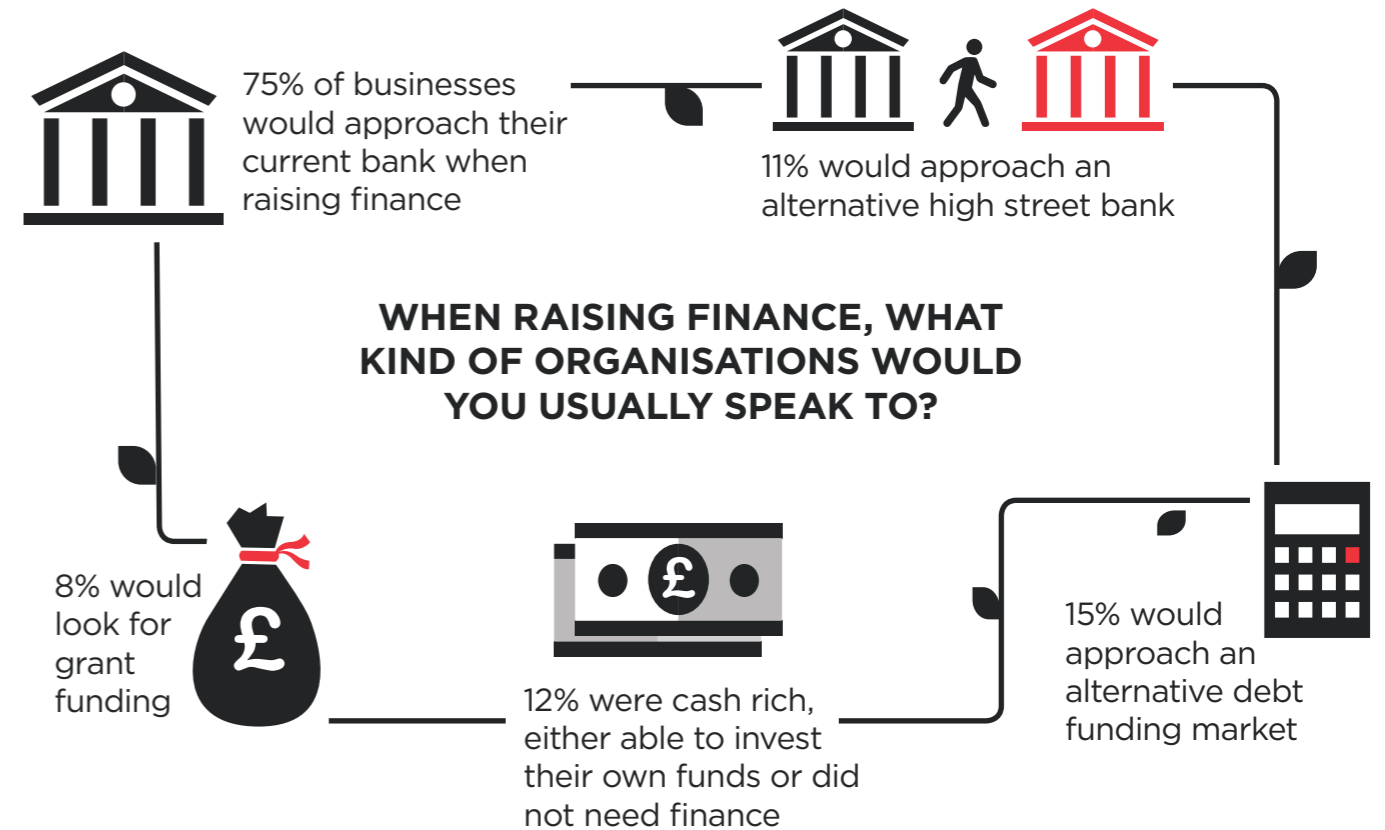 75% of businesses
would approach their
current bank when
raising finance
11% would approach an
alternative high street bank
WHEN RAISING FINANCE, WHAT
KIND OF ORGANISATIONS WOULD
YOU USUALLY SPEAK TO?
8% would
look for
grant
funding
£
£
12% were cash rich,
either able to invest
their own funds or did
not need finance
15% would
approach an
alternative debt
funding market